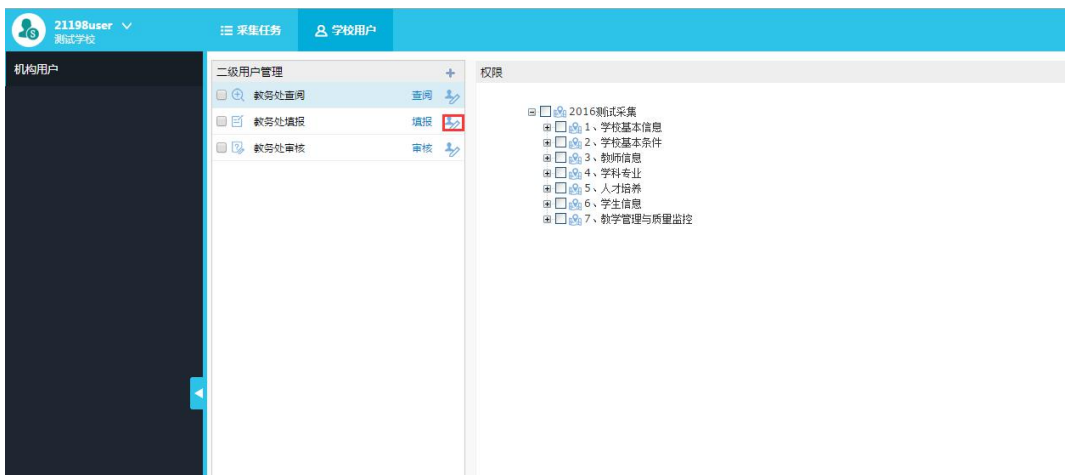 21198user
测试学校
采集任务
学校用户
机构用户
二级用户管理
+
权限
教务处查阅 查阅
教务处填报 填报
教务处审核 审核
2016测试采集
1、学校基本信息
2、学校基本条件
3、教师信息
4、学科专业
5、人才培养
6、学生信息
7、教学管理与质量监控